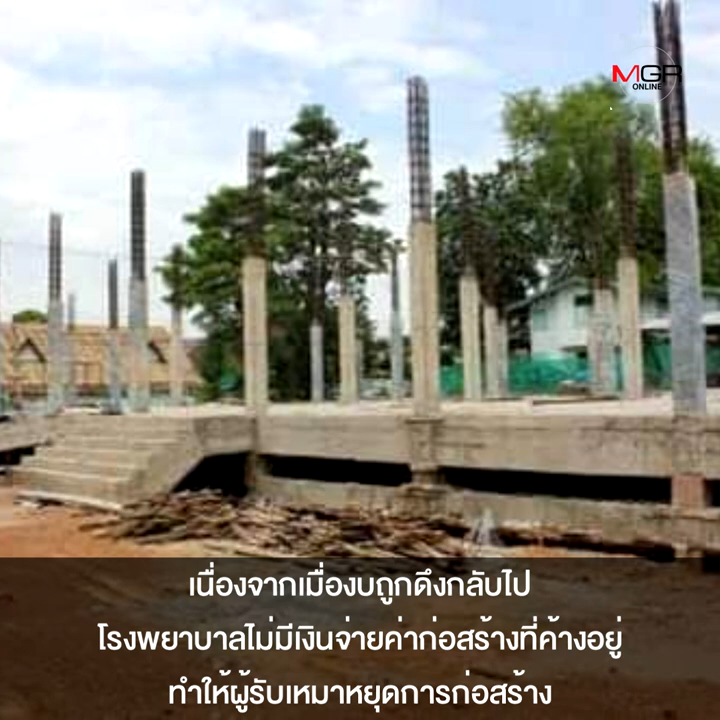 MGR
ONLINE
เนื่องจากเมื่องบถูกดึงกลับไป
โรงพยาบาลไม่มีเงินจ่ายค่าก่อสร้างที่ค้างอยู่
ทำให้ผู้รับเหมาหยุดการก่อสร้าง